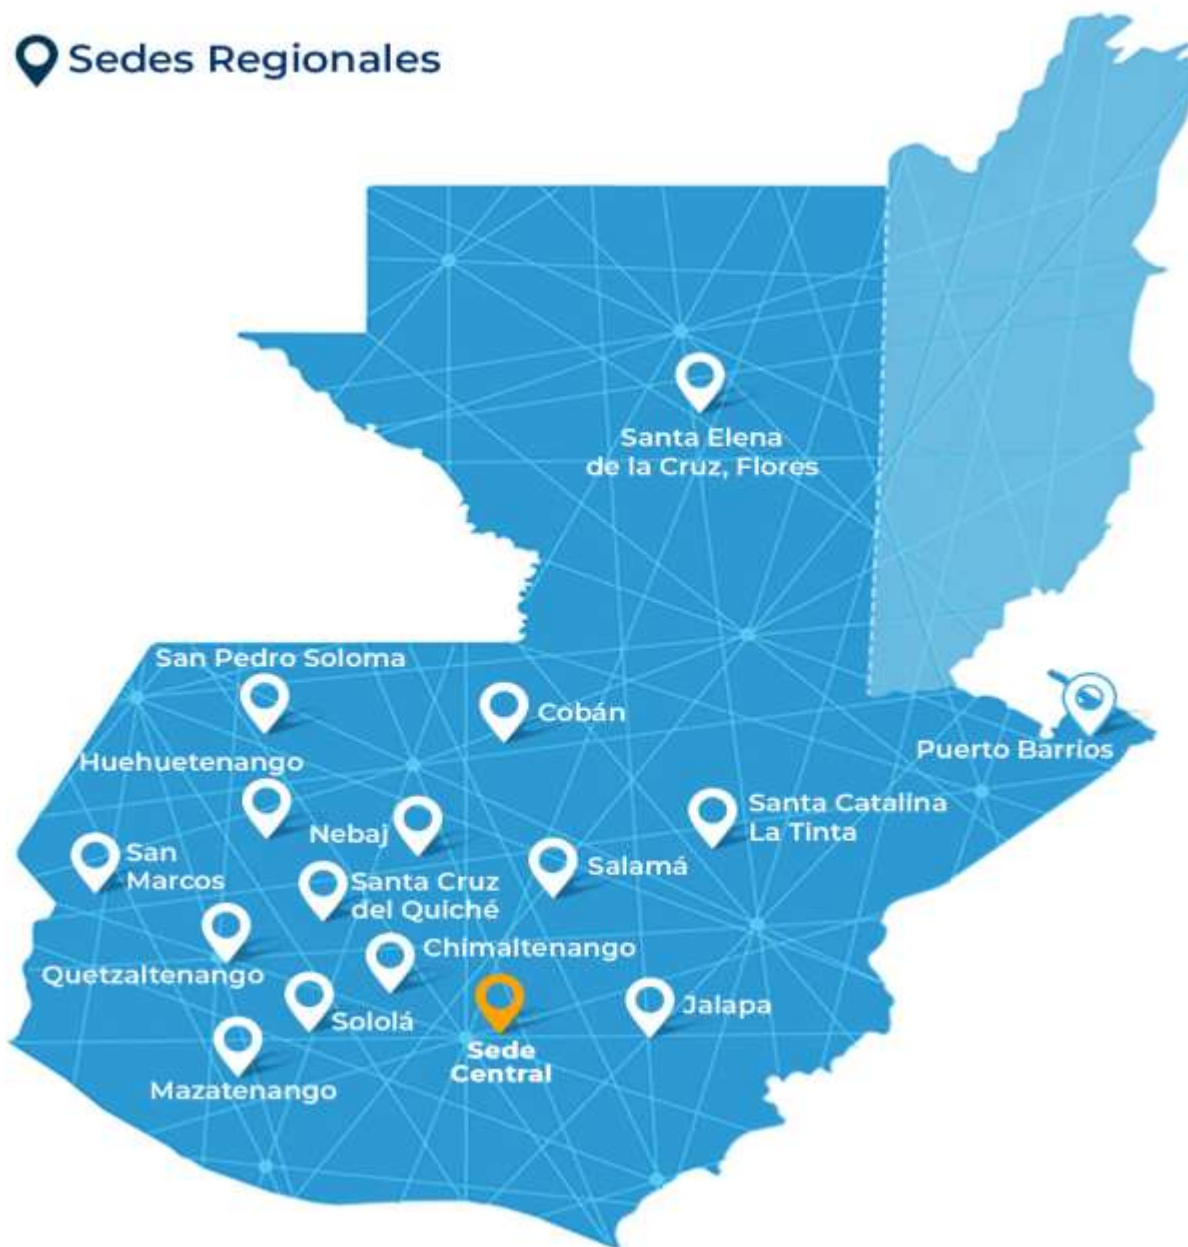 Sedes Regionales
Santa Elena
de la Cruz, Flores
San Pedro Soloma
Cobán
Puerto Barrios
Huehuetenango
Nebaj
Santa Catalina
La Tinta
San
Marcos
Salamá
Santa Cruz
del Quiché
Chimaltenango
Quetzaltenango
Sololá
Jalapa
Sede
Central
Mazatenango